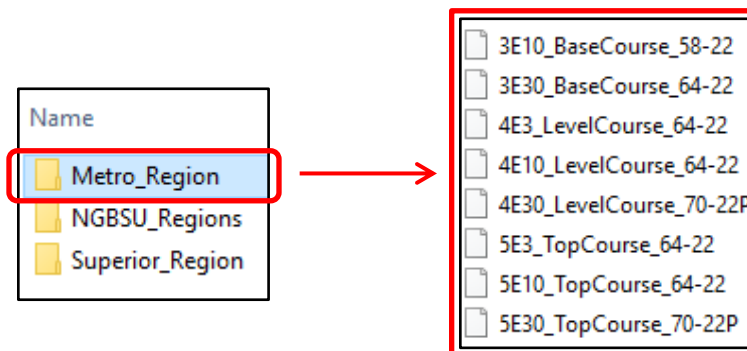 Name
Metro_Region
NGBSU_Regions
Superior_Region
3E10_BaseCourse_58-22
3E30_BaseCourse_64-22
4E3_LevelCourse_64-22
4E10_LevelCourse_64-22
4E30_LevelCourse_70-22P
5E3_TopCourse_64-22
5E10_TopCourse_64-22
5E30_TopCourse_70-22P